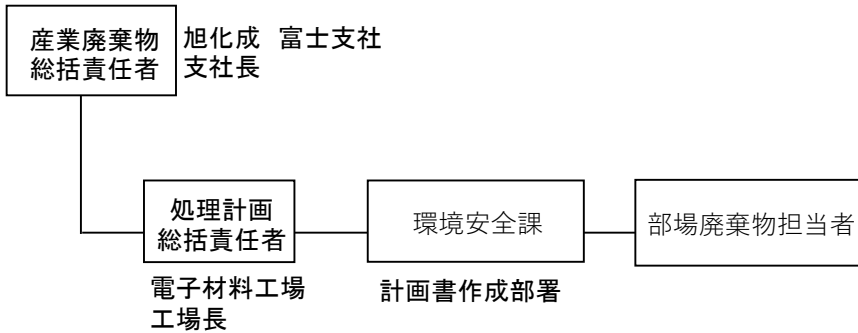 産業廃棄物
総括責任者
旭化成 富士支社
支社長
処理計画
総括責任者
環境安全課
部場廃棄物担当者
電子材料工場
工場長
計画書作成部署